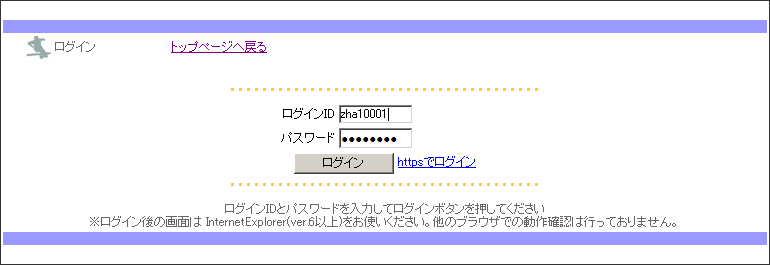 ログイン トップページへ戻る
ログインID zha10001
パスワード ●●●●●●●●
ログイン httpsでログイン
ログインIDとパスワードを入力してログインボタンを押してください
※ログイン後の画面は InternetExplorer(ver.6以上)をお使いください。他のブラウザでの動作確認は行っておりません。